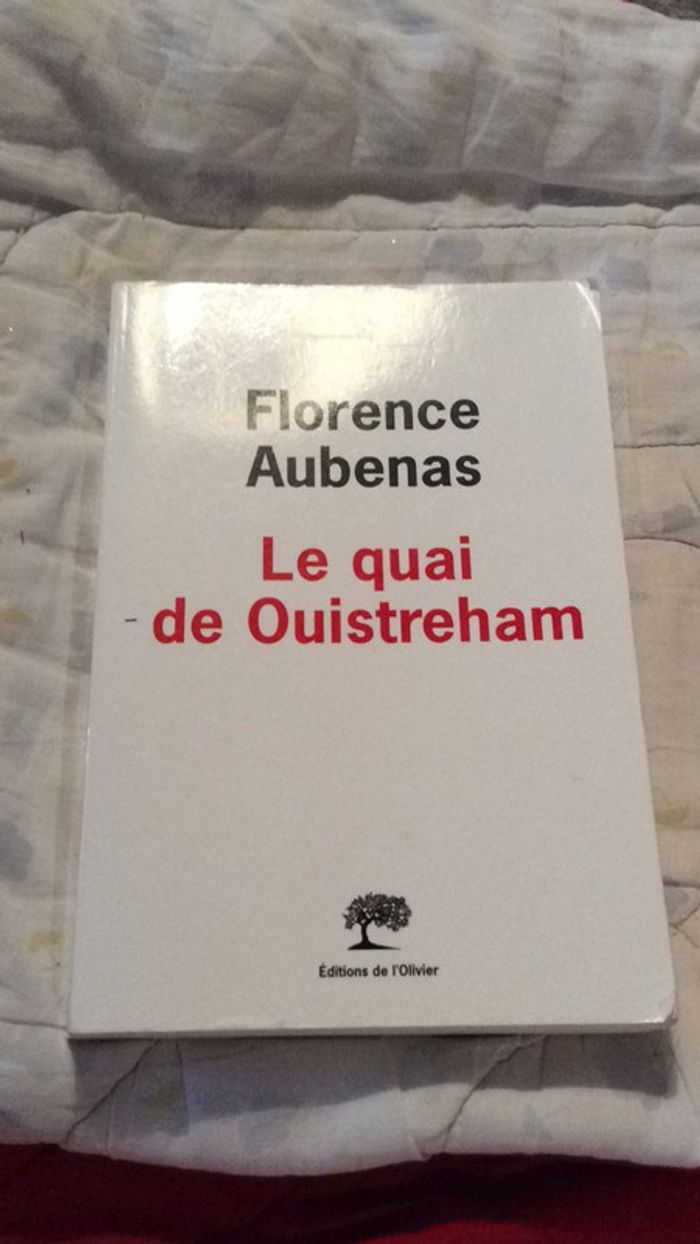 Florence
Aubenas
Le quai
de Ouistreham
Éditions de l'Olivier